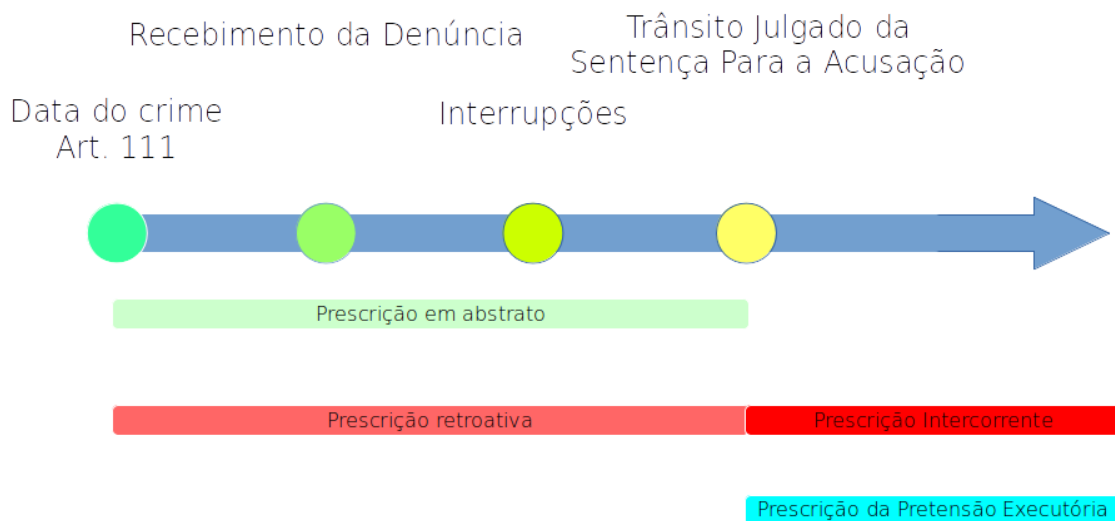 Recebimento da Denúncia
Trânsito Julgado da
Sentença Para a Acusação
Data do crime
Art. 111
Interrupções
Prescrição em abstrato
Prescrição retroativa
Prescrição Intercorrente
Prescrição da Pretensão Executória